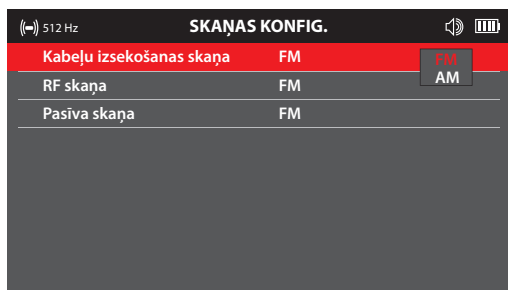 512 Hz SKAŅAS KONFIG.
Kabeļu izsekošanas skaņa FM FM
AM
RF skaņa FM
Pasīva skaņa FM